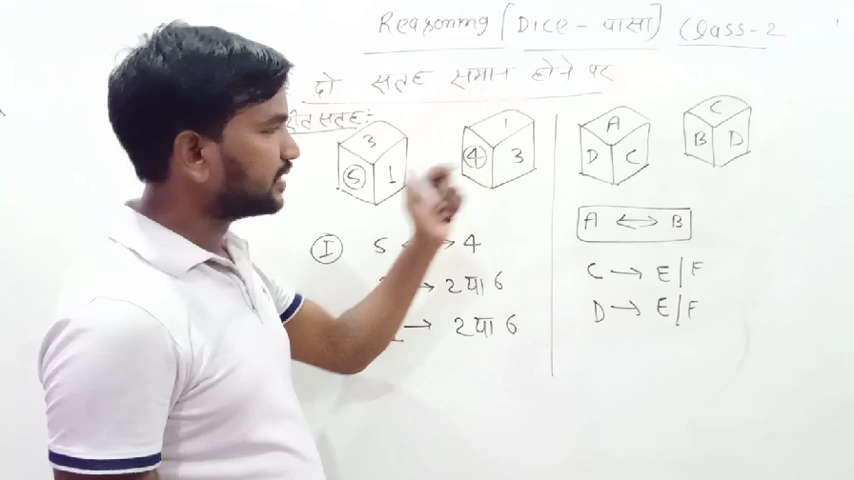 Reasoning [Dice - पासा] Class-2
दो सतह समान होने पर
सतह:-
3
5 1
1
4 3
A
D C
C
B D
I 5 → 4
→ 2 या 6
→ 2 या 6
A ↔ B
C → E/F
D → E/F